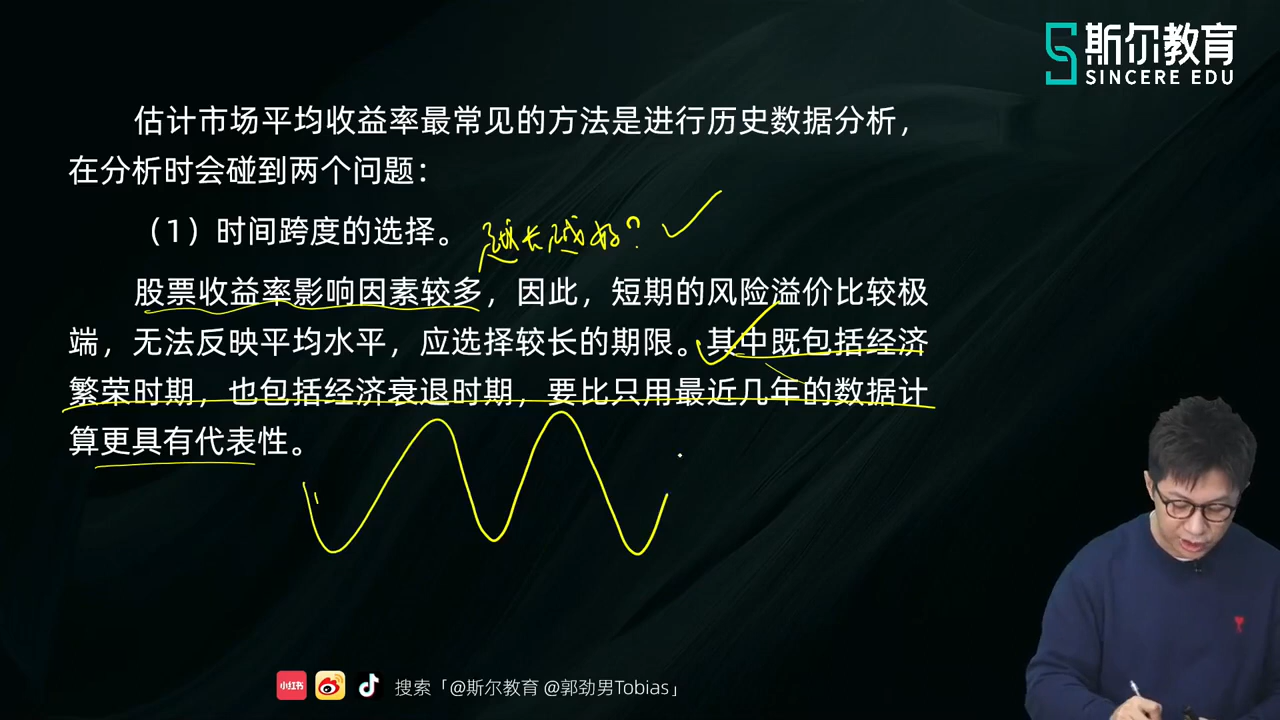 斯尔教育
SINCERE EDU
估计市场平均收益率最常见的方法是进行历史数据分析，
在分析时会碰到两个问题：
（1）时间跨度的选择。 越长越好？
股票收益率影响因素较多，因此，短期的风险溢价比较极
端，无法反映平均水平，应选择较长的期限。其中既包括经济
繁荣时期，也包括经济衰退时期，要比只用最近几年的数据计
算更具有代表性。
小红书 搜索「@斯尔教育 @郭劲男Tobias」